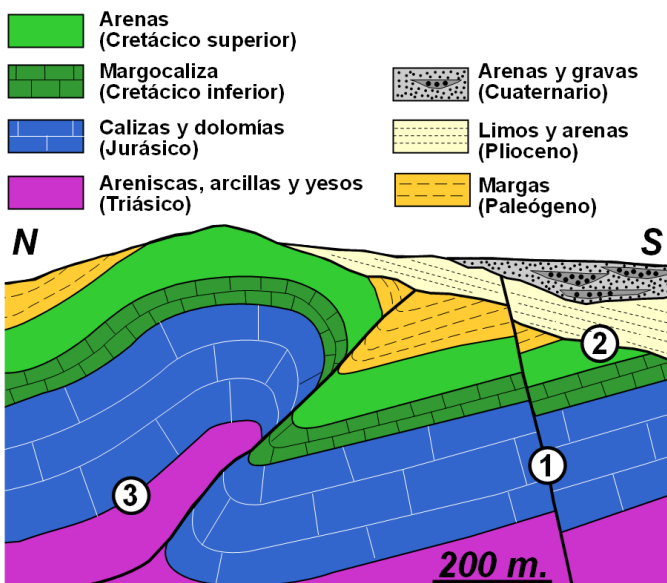 Arenas
(Cretácico superior)
Margocaliza
(Cretácico inferior)
Calizas y dolomías
(Jurásico)
Areniscas, arcillas y yesos
(Triásico)
Arenas y gravas
(Cuaternario)
Limos y arenas
(Plioceno)
Margas
(Paleógeno)
N
S
2
1
3
200 m.